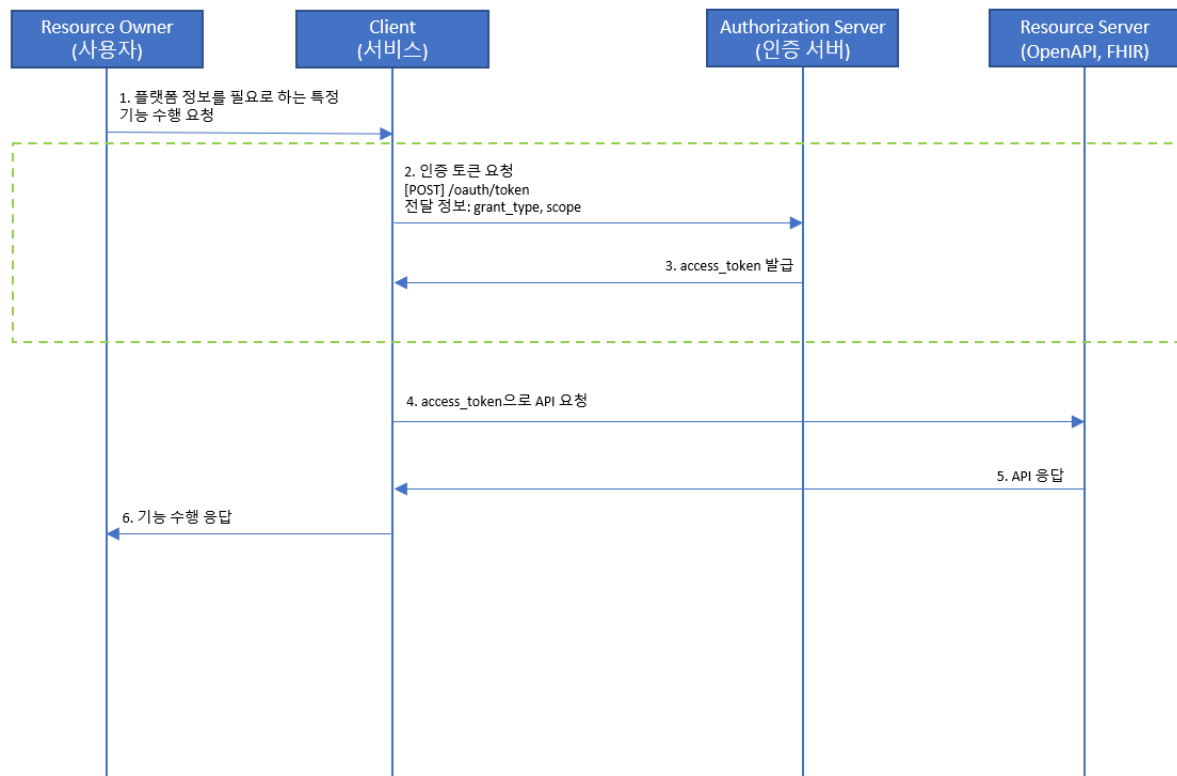 Resource Owner
(사용자)
Client
(서비스)
Authorization Server
(인증 서버)
Resource Server
(OpenAPI, FHIR)
1. 플랫폼 정보를 필요로 하는 특정
기능 수행 요청
2. 인증 토큰 요청
[POST] /oauth/token
전달 정보: grant_type, scope
3. access_token 발급
4. access_token으로 API 요청
5. API 응답
6. 기능 수행 응답